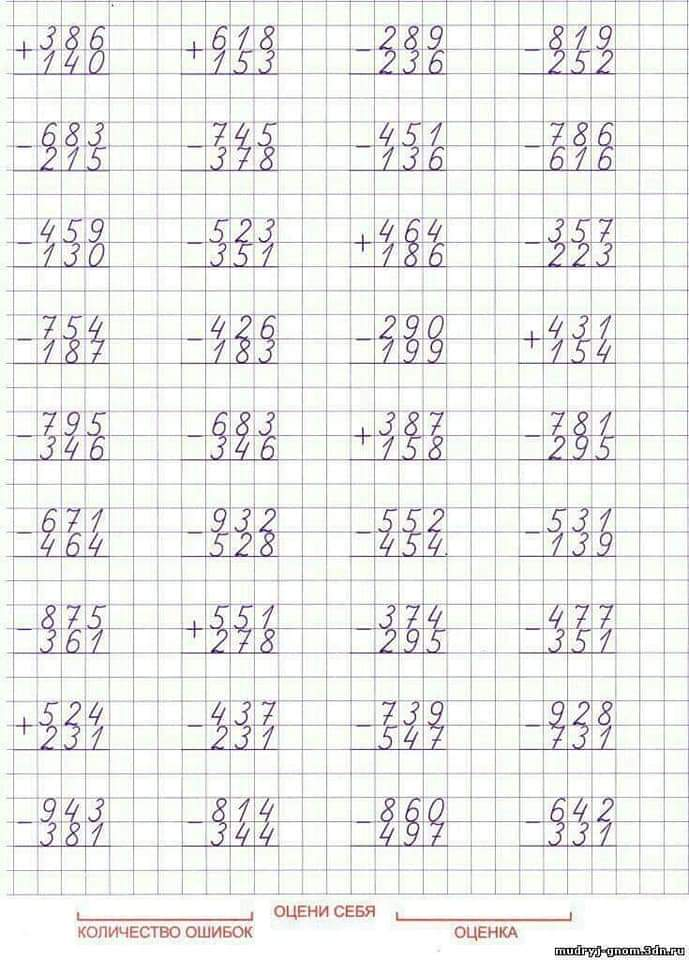 +386 +618 −289 −819
140 153 236 252
−683 −745 −451 −786
215 378 136 616
−459 −523 +464 −357
130 351 186 223
−754 −426 −290 +431
187 183 199 154
−795 −683 +387 −781
346 346 158 295
−671 −932 −552 −531
464 528 454 139
−875 +551 −374 −477
361 278 295 351
+524 −437 −739 −928
231 231 547 731
−943 −814 −860 −642
381 344 497 331
ОЦЕНИ СЕБЯ
КОЛИЧЕСТВО ОШИБОК ОЦЕНКА
mudryj-gnom.3dn.ru